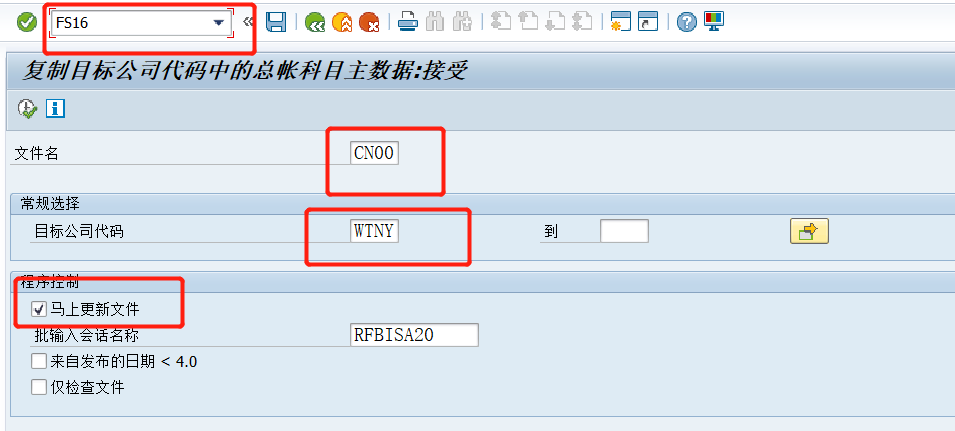 FS16
复制目标公司代码中的总帐科目主数据:接受
文件名 CN00
常规选择
目标公司代码 WTNY 到
程序控制
马上更新文件
批输入会话名称 RFBISA20
来自发布的日期 < 4.0
仅检查文件